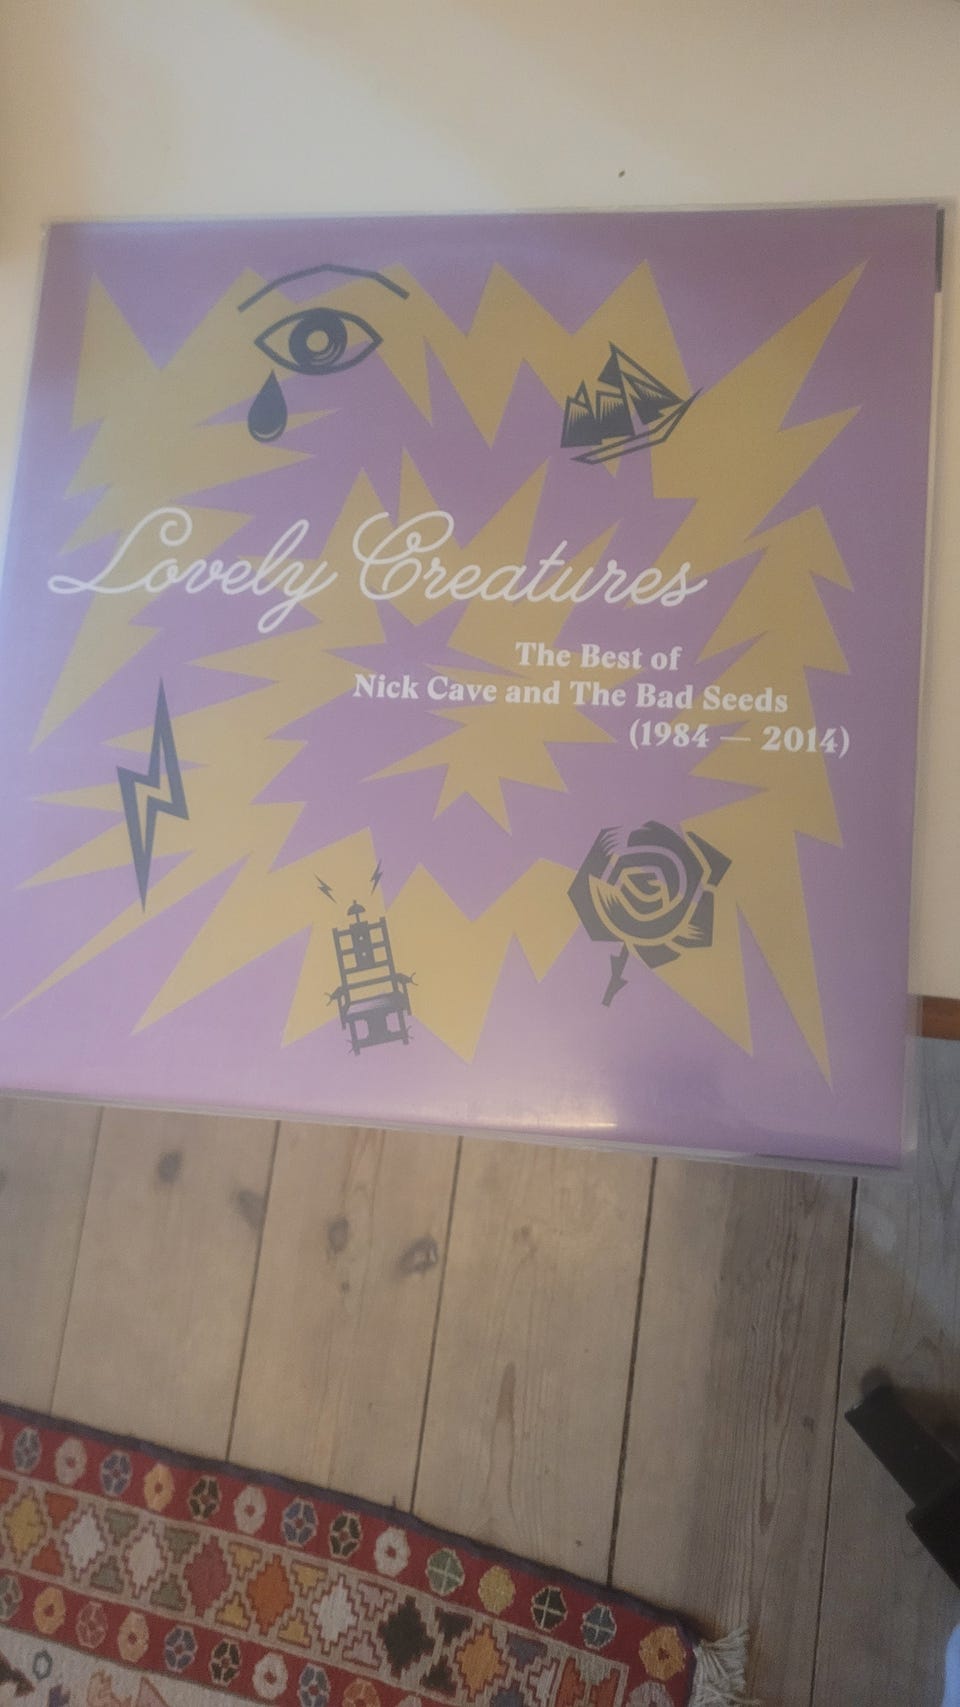 Lovely Creatures
The Best of
Nick Cave and The Bad Seeds
(1984 — 2014)